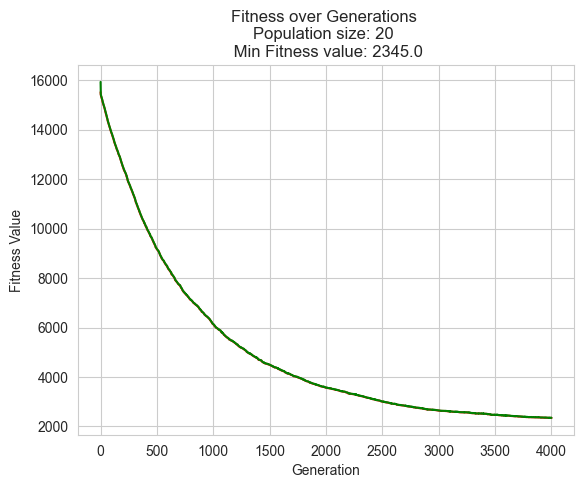 Fitness over Generations
Population size: 20
Min Fitness value: 2345.0
16000
14000
12000
10000
8000
6000
4000
2000
Fitness Value
0 500 1000 1500 2000 2500 3000 3500 4000
Generation